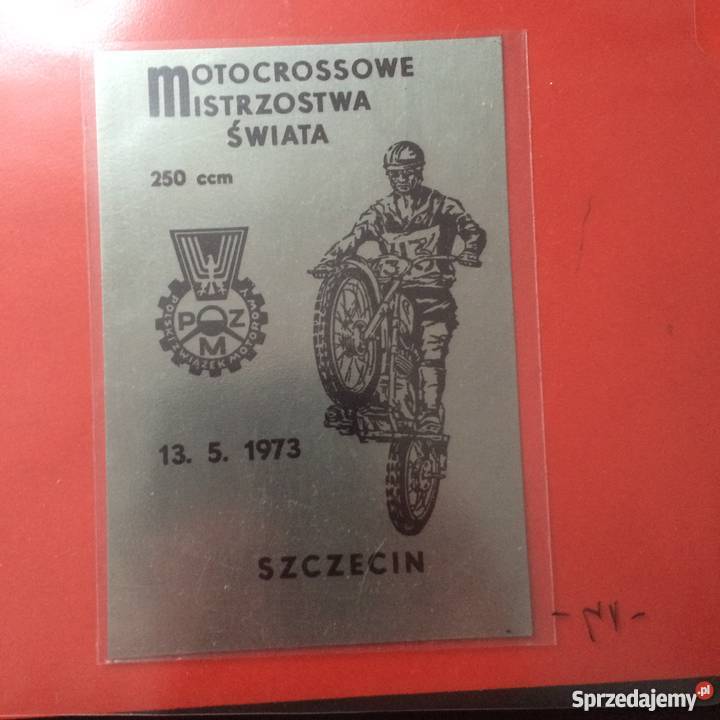 MOTOCROSSOWE
MISTRZOSTWA
ŚWIATA
250 ccm
PZM
POLSKI ZWIĄZEK MOTOROWY
13. 5. 1973
SZCZECIN
Sprzedajemy.pl